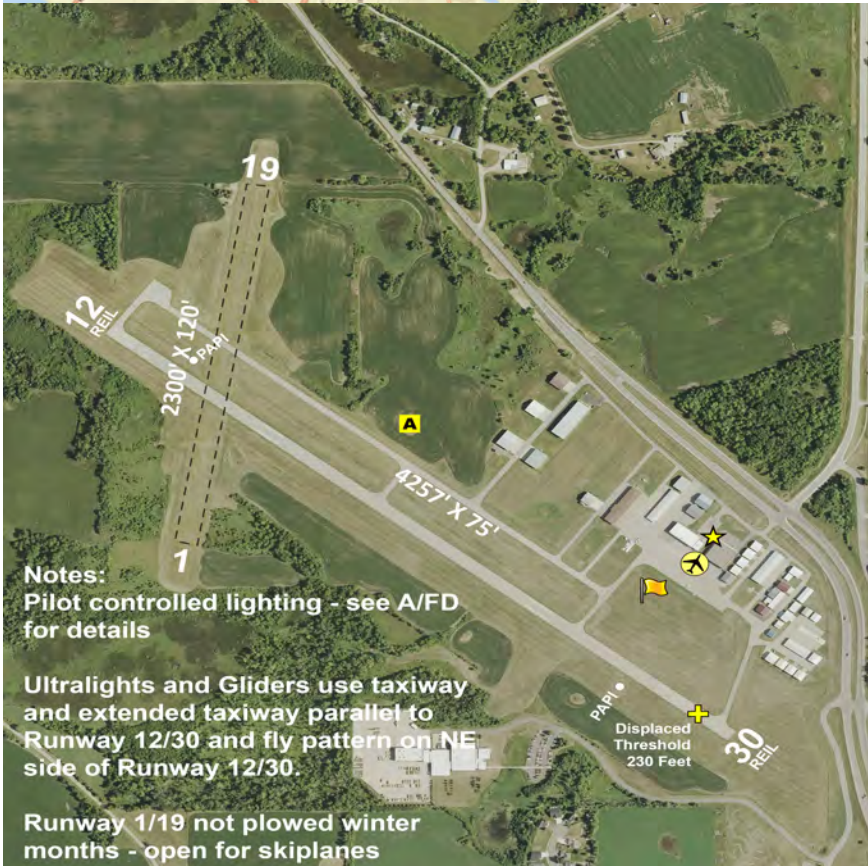 19
12
REIL
PAPI
2300' X 120'
A
4257' X 75'
1
Notes:
Pilot controlled lighting - see A/FD
for details
Ultralights and Gliders use taxiway
and extended taxiway parallel to
Runway 12/30 and fly pattern on NE
side of Runway 12/30.
Runway 1/19 not plowed winter
months - open for skiplanes
PAPI
Displaced
Threshold
230 Feet
30
REIL